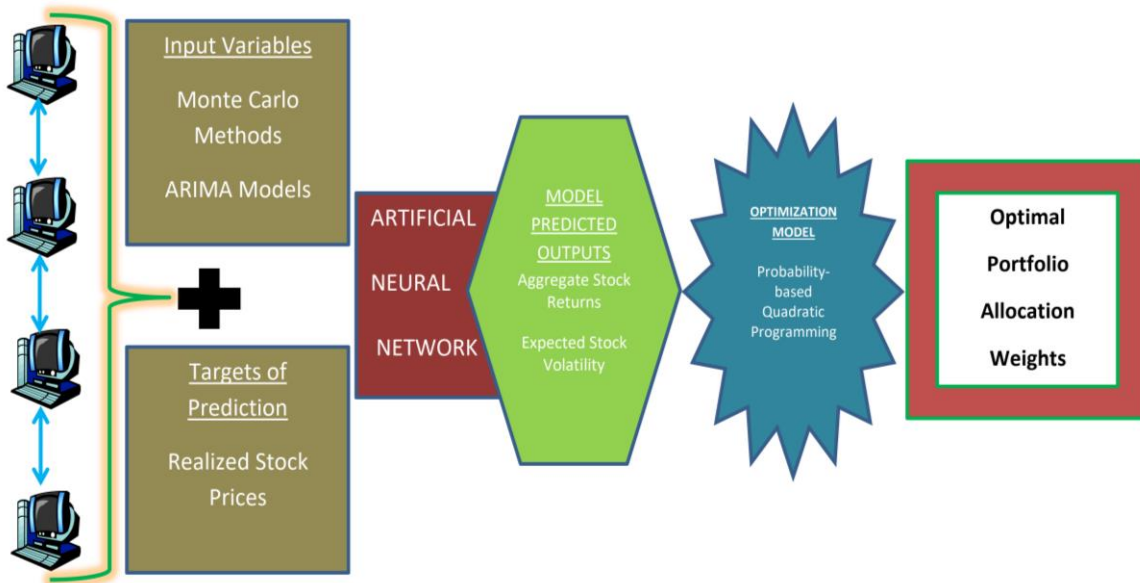 Input Variables
Monte Carlo
Methods
ARIMA Models
Targets of
Prediction
Realized Stock
Prices
ARTIFICIAL
NEURAL
NETWORK
MODEL
PREDICTED
OUTPUTS
Aggregate Stock
Returns
Expected Stock
Volatility
OPTIMIZATION
MODEL
Probability-
based
Quadratic
Programming
Optimal
Portfolio
Allocation
Weights